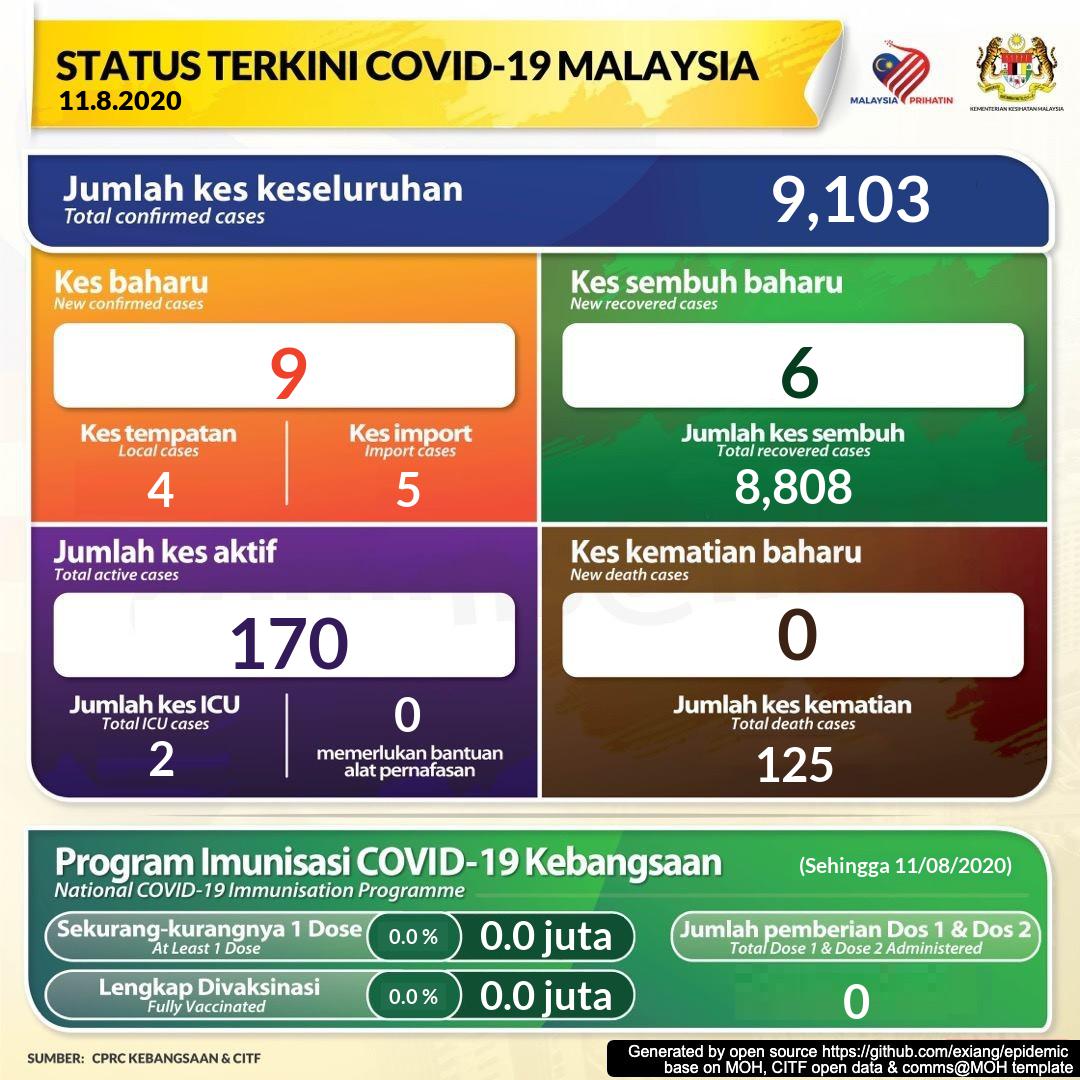 STATUS TERKINI COVID-19 MALAYSIA
11.8.2020
MALAYSIA PRIHATIN
KEMENTERIAN KESIHATAN MALAYSIA
Jumlah kes keseluruhan
Total confirmed cases
9,103
Kes baharu
New confirmed cases
9
Kes tempatan
Local cases
4
Kes import
Import cases
5
Kes sembuh baharu
New recovered cases
6
Jumlah kes sembuh
Total recovered cases
8,808
Jumlah kes aktif
Total active cases
170
Jumlah kes ICU
Total ICU cases
2
0
memerlukan bantuan
alat pernafasan
Kes kematian baharu
New death cases
0
Jumlah kes kematian
Total death cases
125
Program Imunisasi COVID-19 Kebangsaan
National COVID-19 Immunisation Programme
(Sehingga 11/08/2020)
Sekurang-kurangnya 1 Dose
At Least 1 Dose
0.0 %
0.0 juta
Lengkap Divaksinasi
Fully Vaccinated
0.0 %
0.0 juta
Jumlah pemberian Dos 1 & Dos 2
Total Dose 1 & Dose 2 Administered
0
SUMBER: CPRC KEBANGSAAN & CITF
Generated by open source https://github.com/exiang/epidemic
base on MOH, CITF open data & comms@MOH template